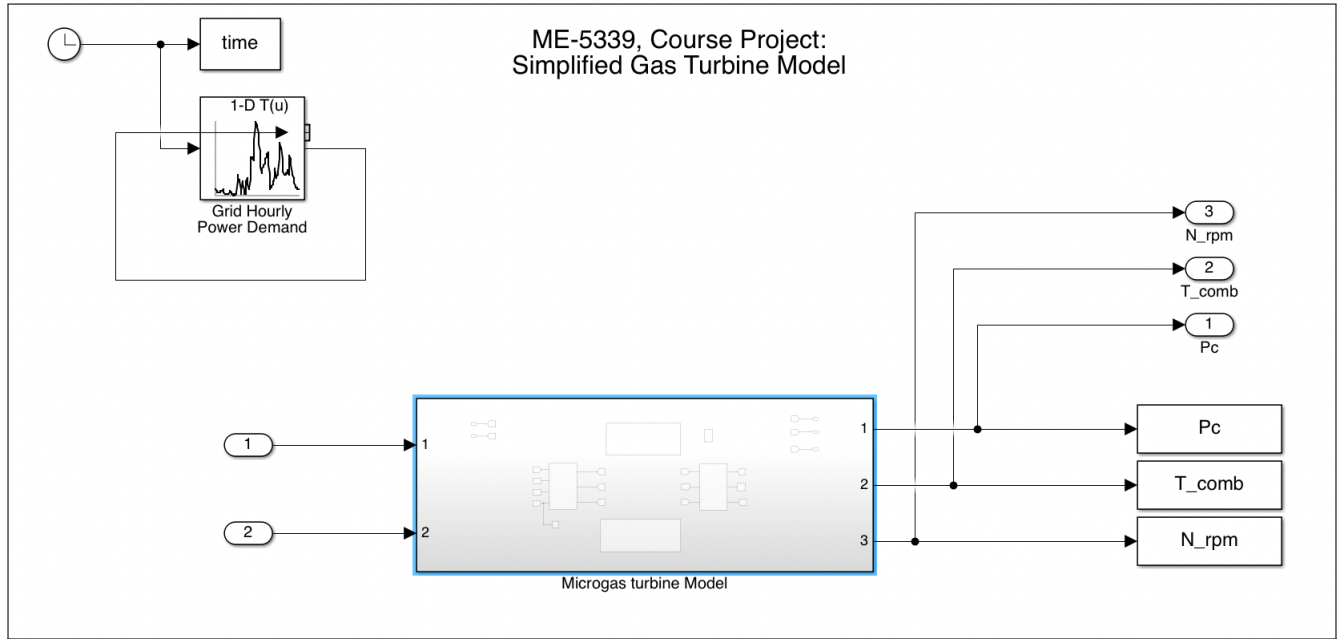 time
ME-5339, Course Project:
Simplified Gas Turbine Model
1-D T(u)
Grid Hourly
Power Demand
3
N_rpm
2
T_comb
1
Pc
1
1
1
Pc
2
T_comb
2
2
3
N_rpm
Microgas turbine Model